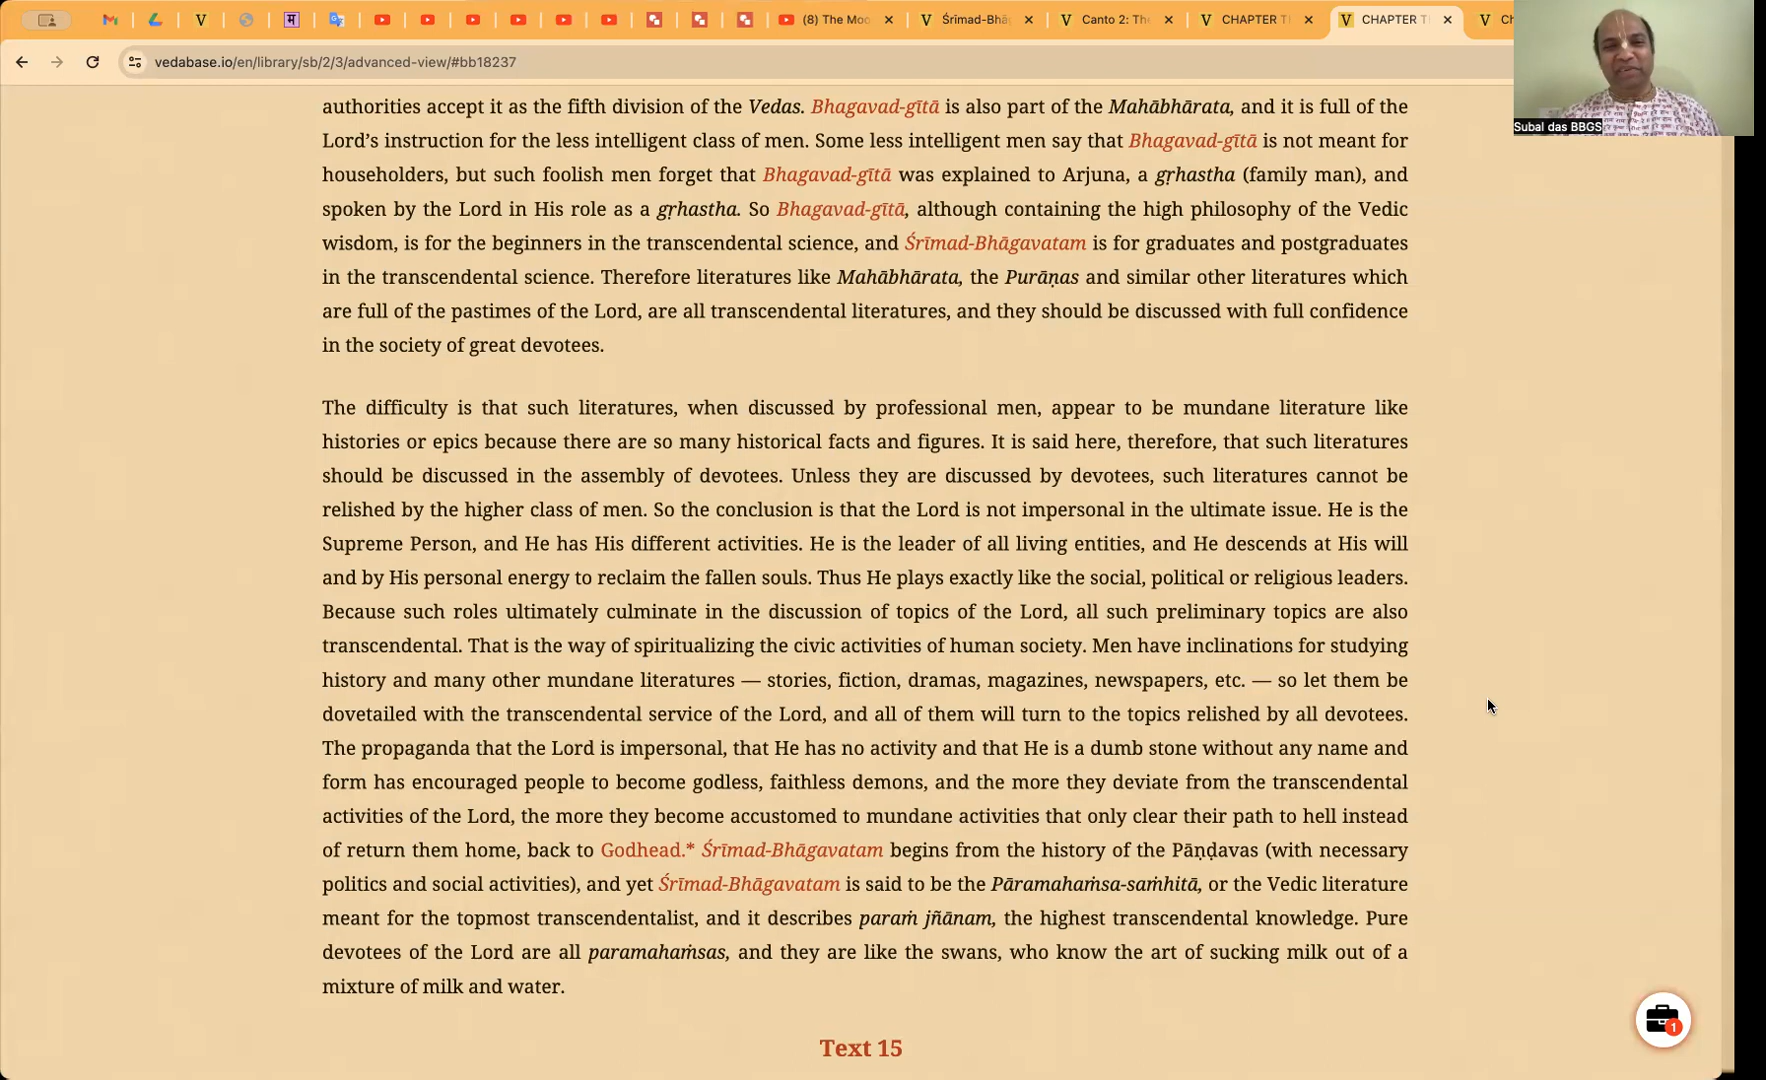 (8) The Moo
Śrīmad-Bhā
Canto 2: The
CHAPTER T
CHAPTER T
vedabase.io/en/library/sb/2/3/advanced-view/#bb18237
Subal das BBGS
authorities accept it as the fifth division of the Vedas. Bhagavad-gītā is also part of the Mahābhārata, and it is full of the
Lord’s instruction for the less intelligent class of men. Some less intelligent men say that Bhagavad-gītā is not meant for
householders, but such foolish men forget that Bhagavad-gītā was explained to Arjuna, a gṛhastha (family man), and
spoken by the Lord in His role as a gṛhastha. So Bhagavad-gītā, although containing the high philosophy of the Vedic
wisdom, is for the beginners in the transcendental science, and Śrīmad-Bhāgavatam is for graduates and postgraduates
in the transcendental science. Therefore literatures like Mahābhārata, the Purāṇas and similar other literatures which
are full of the pastimes of the Lord, are all transcendental literatures, and they should be discussed with full confidence
in the society of great devotees.
The difficulty is that such literatures, when discussed by professional men, appear to be mundane literature like
histories or epics because there are so many historical facts and figures. It is said here, therefore, that such literatures
should be discussed in the assembly of devotees. Unless they are discussed by devotees, such literatures cannot be
relished by the higher class of men. So the conclusion is that the Lord is not impersonal in the ultimate issue. He is the
Supreme Person, and He has His different activities. He is the leader of all living entities, and He descends at His will
and by His personal energy to reclaim the fallen souls. Thus He plays exactly like the social, political or religious leaders.
Because such roles ultimately culminate in the discussion of topics of the Lord, all such preliminary topics are also
transcendental. That is the way of spiritualizing the civic activities of human society. Men have inclinations for studying
history and many other mundane literatures — stories, fiction, dramas, magazines, newspapers, etc. — so let them be
dovetailed with the transcendental service of the Lord, and all of them will turn to the topics relished by all devotees.
The propaganda that the Lord is impersonal, that He has no activity and that He is a dumb stone without any name and
form has encouraged people to become godless, faithless demons, and the more they deviate from the transcendental
activities of the Lord, the more they become accustomed to mundane activities that only clear their path to hell instead
of return them home, back to Godhead.* Śrīmad-Bhāgavatam begins from the history of the Pāṇḍavas (with necessary
politics and social activities), and yet Śrīmad-Bhāgavatam is said to be the Pāramahaṁsa-saṁhitā, or the Vedic literature
meant for the topmost transcendentalist, and it describes paraṁ jñānam, the highest transcendental knowledge. Pure
devotees of the Lord are all paramahaṁsas, and they are like the swans, who know the art of sucking milk out of a
mixture of milk and water.
1
Text 15